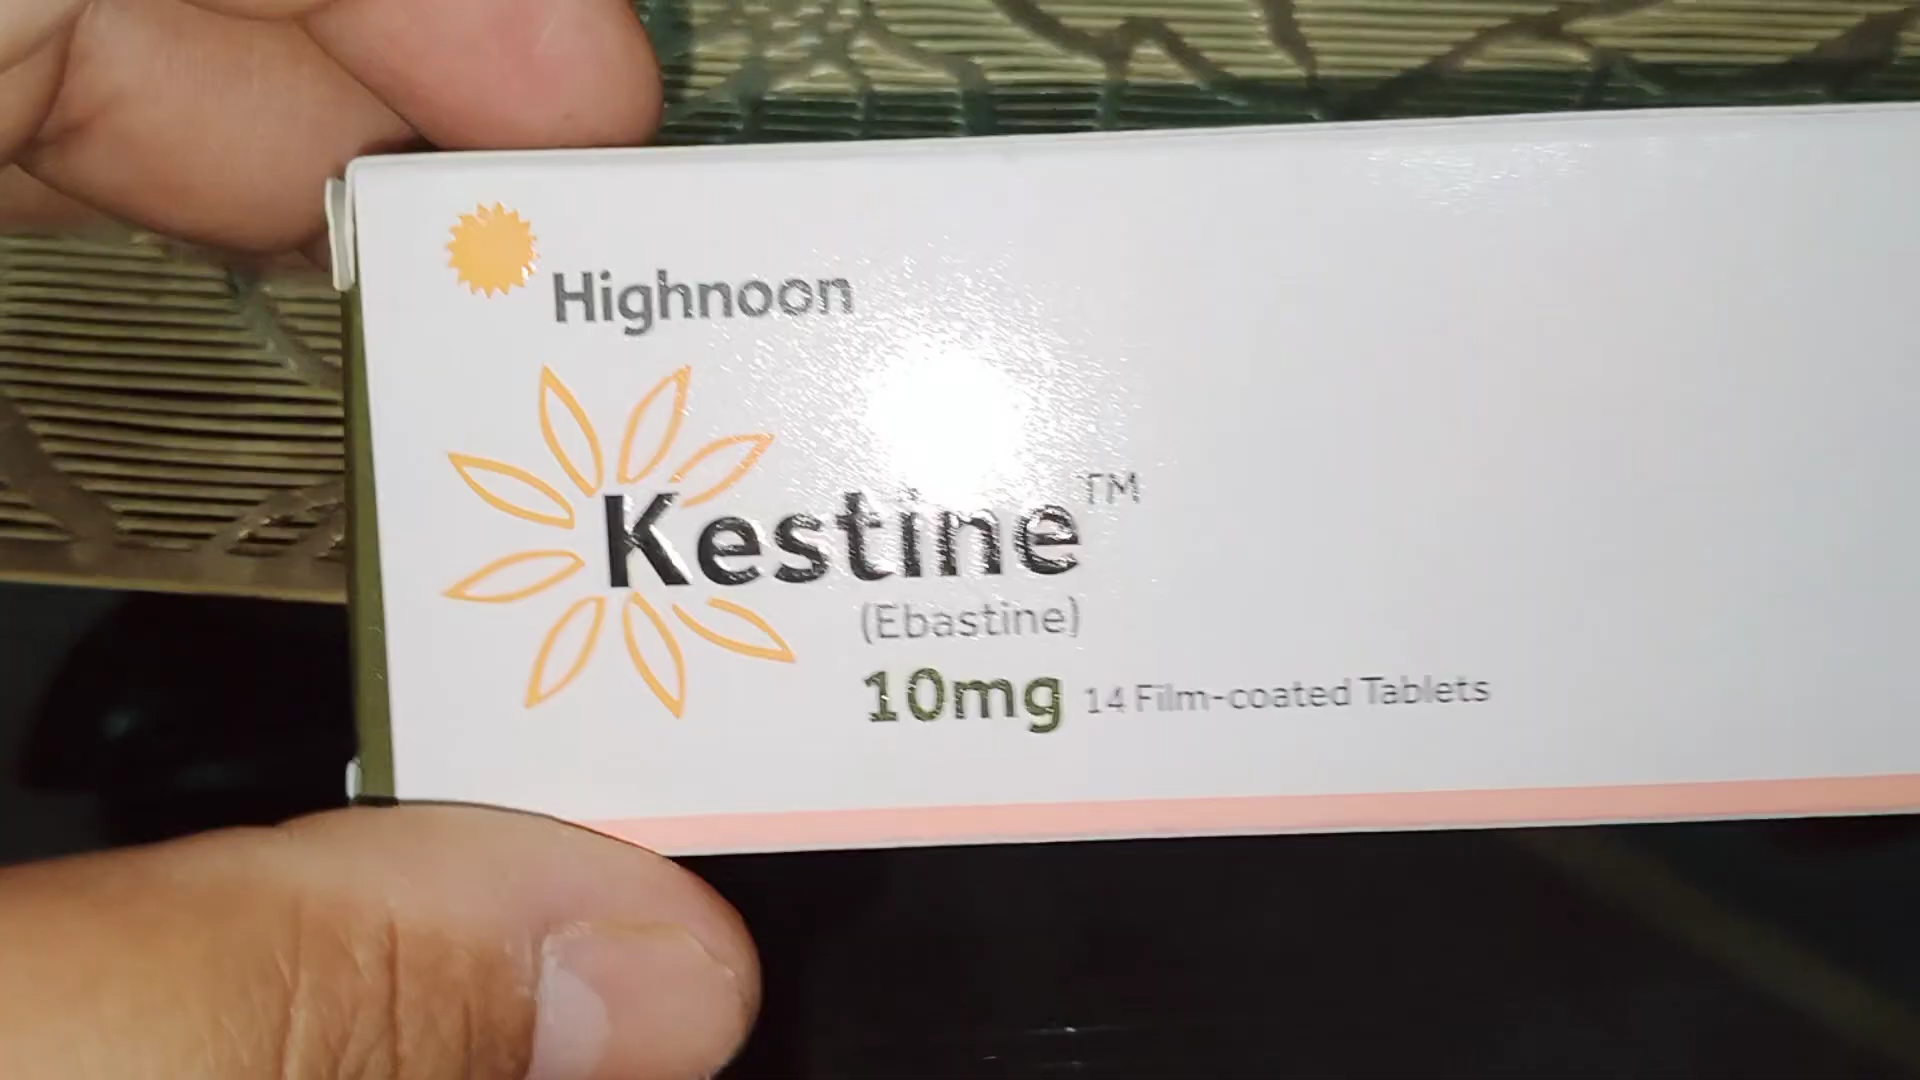 Highnoon
Kestine™
(Ebastine)
10mg 14 Film-coated Tablets